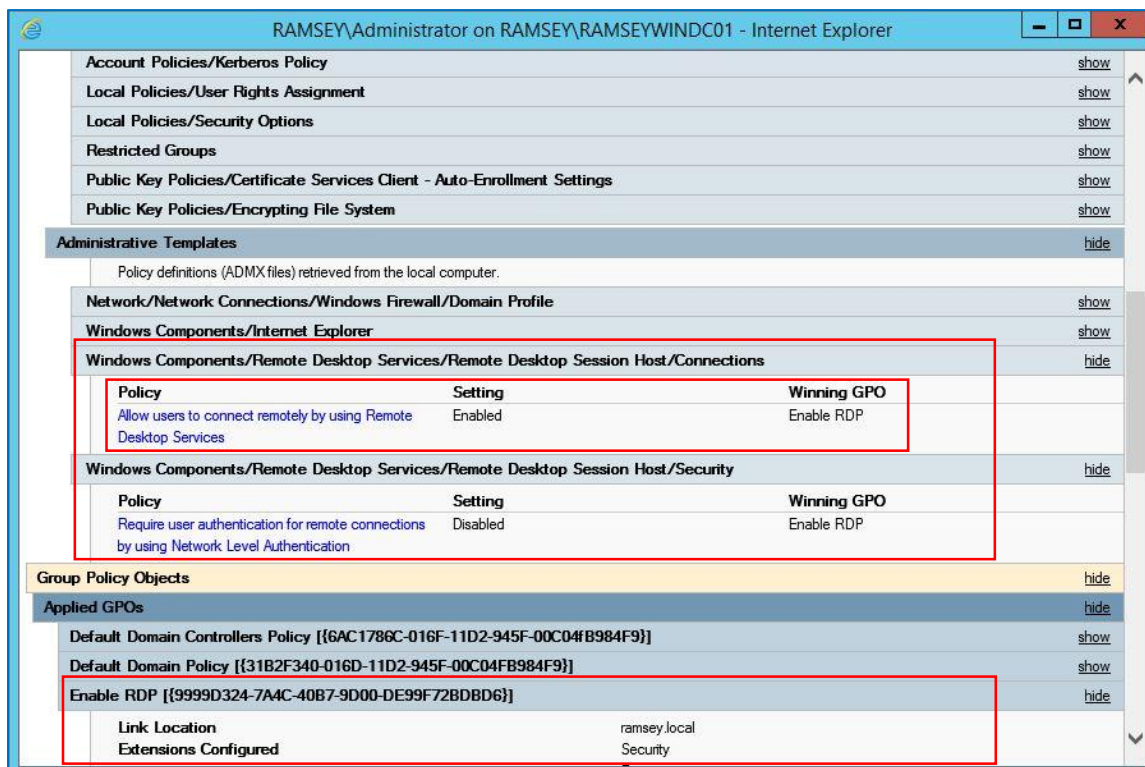 RAMSEY\Administrator on RAMSEY\RAMSEYWINDC01 - Internet Explorer
Account Policies/Kerberos Policy show
Local Policies/User Rights Assignment show
Local Policies/Security Options show
Restricted Groups show
Public Key Policies/Certificate Services Client - Auto-Enrollment Settings show
Public Key Policies/Encrypting File System show
Administrative Templates hide
Policy definitions (ADMX files) retrieved from the local computer.
Network/Network Connections/Windows Firewall/Domain Profile show
Windows Components/Internet Explorer show
Windows Components/Remote Desktop Services/Remote Desktop Session Host/Connections hide
Policy Setting Winning GPO
Allow users to connect remotely by using Remote Enabled Enable RDP
Desktop Services
Windows Components/Remote Desktop Services/Remote Desktop Session Host/Security hide
Policy Setting Winning GPO
Require user authentication for remote connections Disabled Enable RDP
by using Network Level Authentication
Group Policy Objects hide
Applied GPOs hide
Default Domain Controllers Policy [{6AC1786C-016F-11D2-945F-00C04fB984F9}] show
Default Domain Policy [{31B2F340-016D-11D2-945F-00C04FB984F9}] show
Enable RDP [{9999D324-7A4C-40B7-9D00-DE99F72BDBD6}] hide
Link Location ramsey.local
Extensions Configured Security